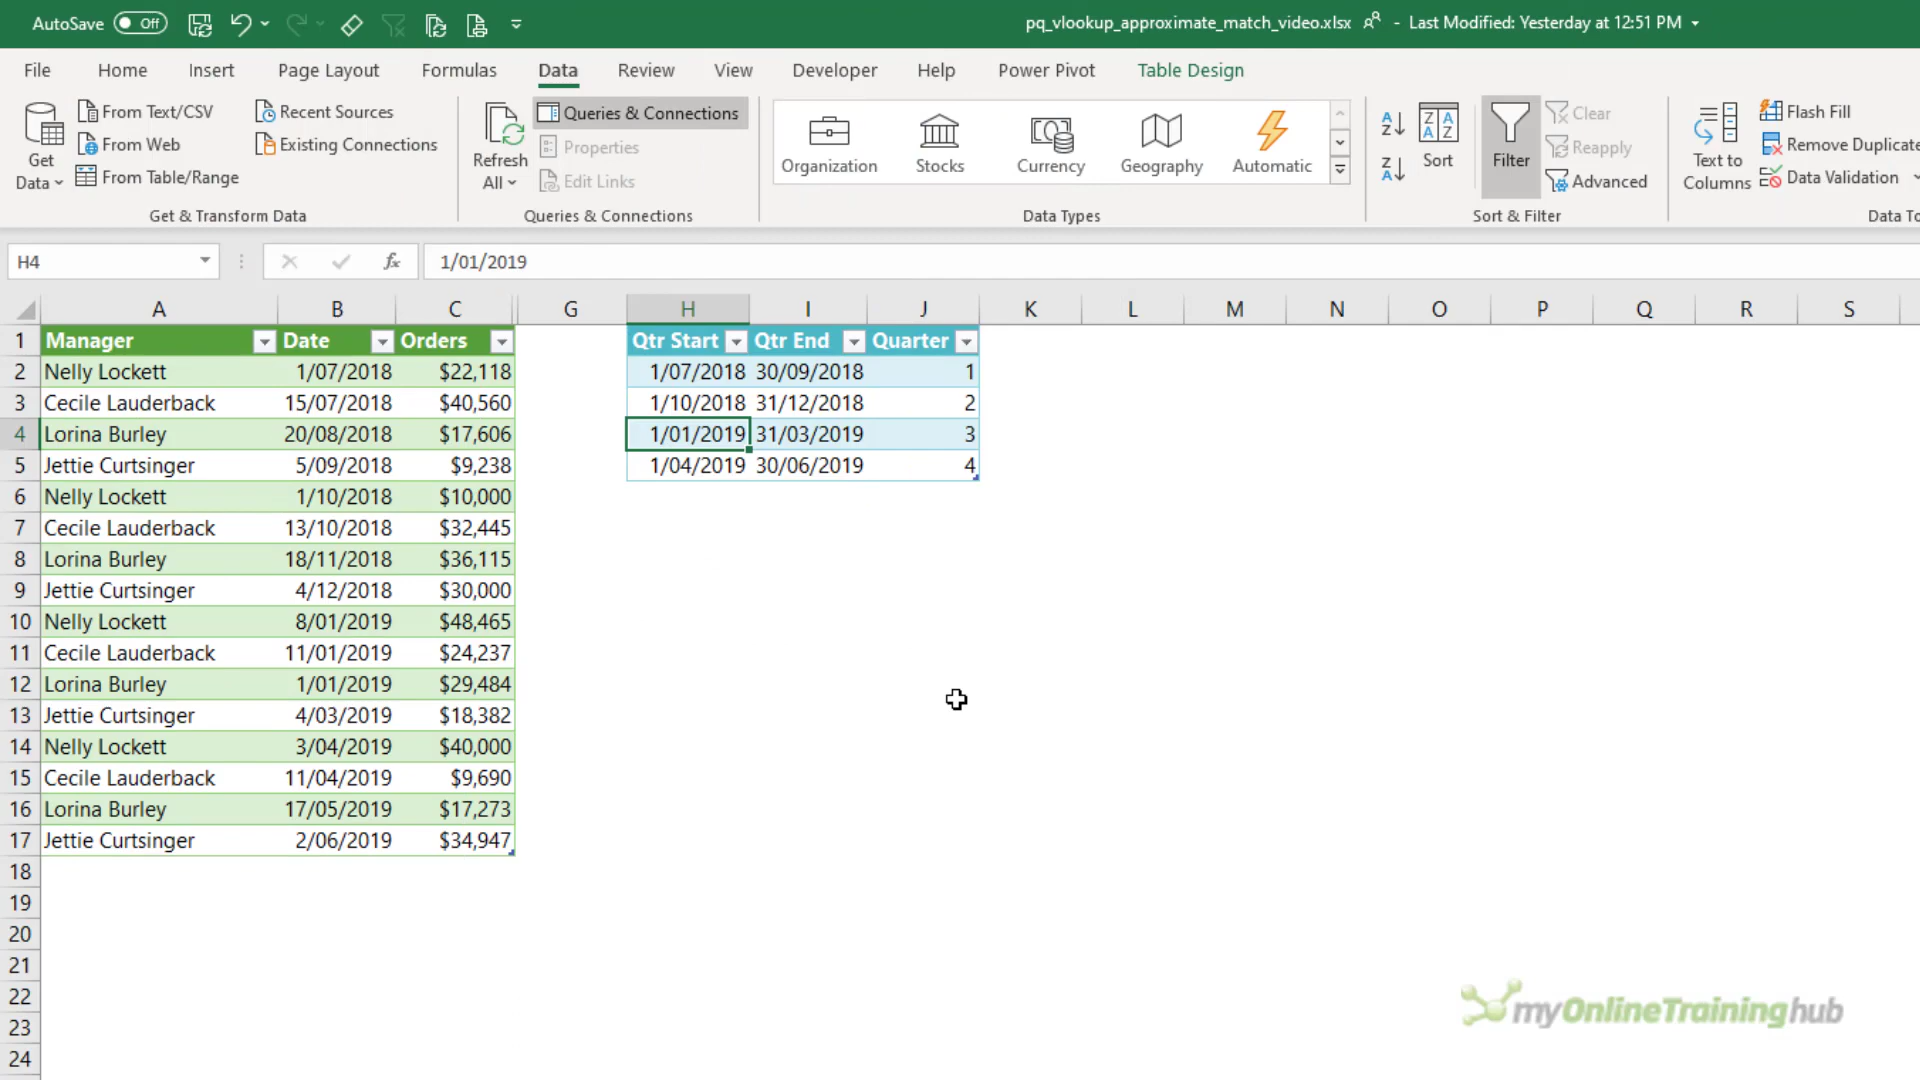 AutoSave Off
pq_vlookup_approximate_match_video.xlsx - Last Modified: Yesterday at 12:51 PM
File Home Insert Page Layout Formulas Data Review View Developer Help Power Pivot Table Design
Get Data
From Text/CSV
From Web
From Table/Range
Recent Sources
Existing Connections
Get & Transform Data
Refresh All
Queries & Connections
Properties
Edit Links
Queries & Connections
Organization Stocks Currency Geography Automatic
Data Types
Sort
Filter
Clear
Reapply
Advanced
Sort & Filter
Text to Columns
Flash Fill
Remove Duplicate
Data Validation
Data To
H4 fx 1/01/2019
A B C G H I J K L M N O P Q R S
1 Manager Date Orders Qtr Start Qtr End Quarter
2 Nelly Lockett 1/07/2018 $22,118 1/07/2018 30/09/2018 1
3 Cecile Lauderback 15/07/2018 $40,560 1/10/2018 31/12/2018 2
4 Lorina Burley 20/08/2018 $17,606 1/01/2019 31/03/2019 3
5 Jettie Curtsinger 5/09/2018 $9,238 1/04/2019 30/06/2019 4
6 Nelly Lockett 1/10/2018 $10,000
7 Cecile Lauderback 13/10/2018 $32,445
8 Lorina Burley 18/11/2018 $36,115
9 Jettie Curtsinger 4/12/2018 $30,000
10 Nelly Lockett 8/01/2019 $48,465
11 Cecile Lauderback 11/01/2019 $24,237
12 Lorina Burley 1/01/2019 $29,484
13 Jettie Curtsinger 4/03/2019 $18,382
14 Nelly Lockett 3/04/2019 $40,000
15 Cecile Lauderback 11/04/2019 $9,690
16 Lorina Burley 17/05/2019 $17,273
17 Jettie Curtsinger 2/06/2019 $34,947
18
19
20
21
22
23
24
myOnlineTraininghub